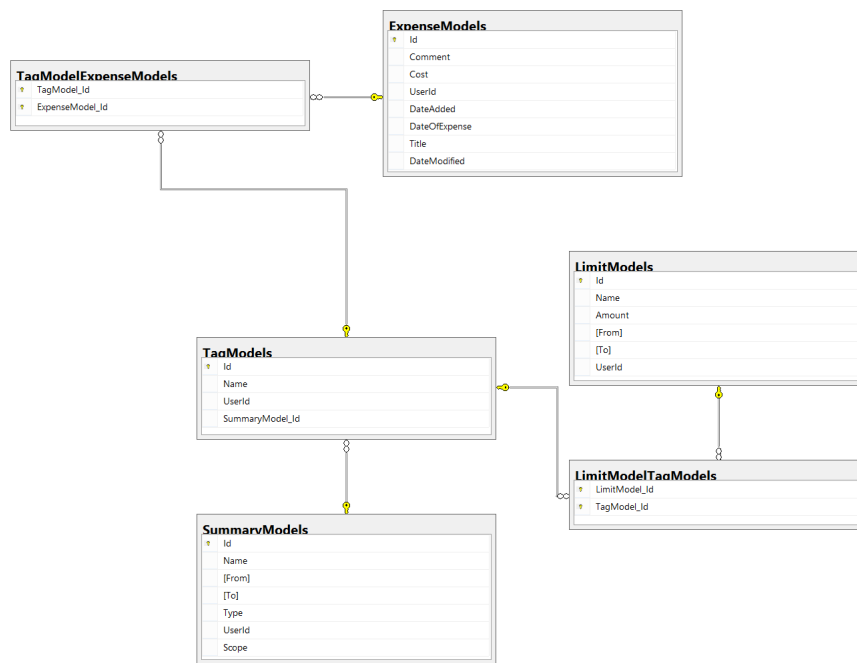 ExpenseModels
Id
Comment
Cost
UserId
DateAdded
DateOfExpense
Title
DateModified
TagModelExpenseModels
TagModel_Id
ExpenseModel_Id
LimitModels
Id
Name
Amount
[From]
[To]
UserId
TagModels
Id
Name
UserId
SummaryModel_Id
LimitModelTagModels
LimitModel_Id
TagModel_Id
SummaryModels
Id
Name
[From]
[To]
Type
UserId
Scope